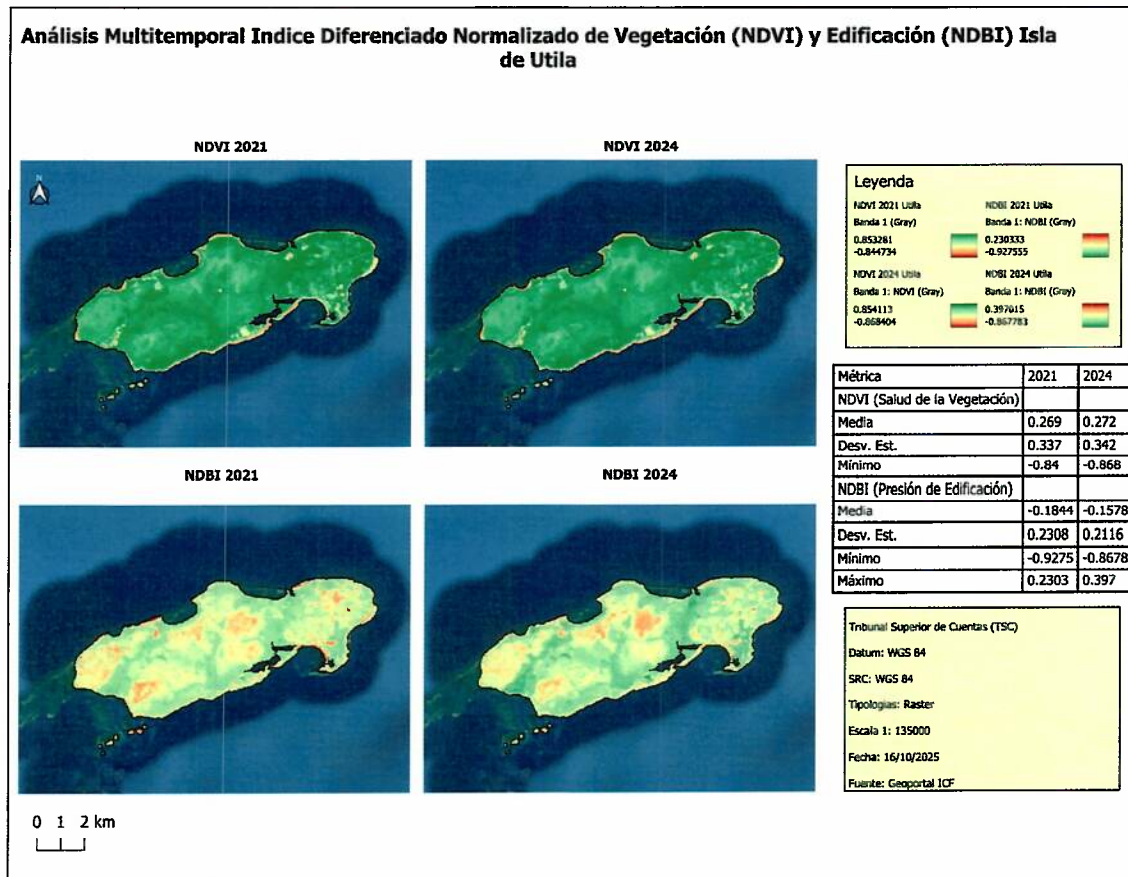 Análisis Multitemporal Indice Diferenciado Normalizado de Vegetación (NDVI) y Edificación (NDBI) Isla
de Utila
NDVI 2021
NDVI 2024
N
Leyenda
NDVI 2021 Utila
Banda 1 (Gray)
0.853281
-0.844734
NDBI 2021 Utila
Banda 1: NDBI (Gray)
0.230333
-0.927555
NDVI 2024 Utila
Banda 1: NDVI (Gray)
0.854113
-0.868404
NDBI 2024 Utila
Banda 1: NDBI (Gray)
0.397015
-0.867783
Métrica 2021 2024
NDVI (Salud de la Vegetación)
Media 0.269 0.272
Desv. Est. 0.337 0.342
Mínimo -0.84 -0.868
NDBI (Presión de Edificación)
Media -0.1844 -0.1578
Desv. Est. 0.2308 0.2116
Mínimo -0.9275 -0.8678
Máximo 0.2303 0.397
NDBI 2021
NDBI 2024
Tribunal Superior de Cuentas (TSC)
Datum: WGS 84
SRC: WGS 84
Tipologias: Raster
Escala 1: 135000
Fecha: 16/10/2025
Fuente: Geoportal ICF
0 1 2 km